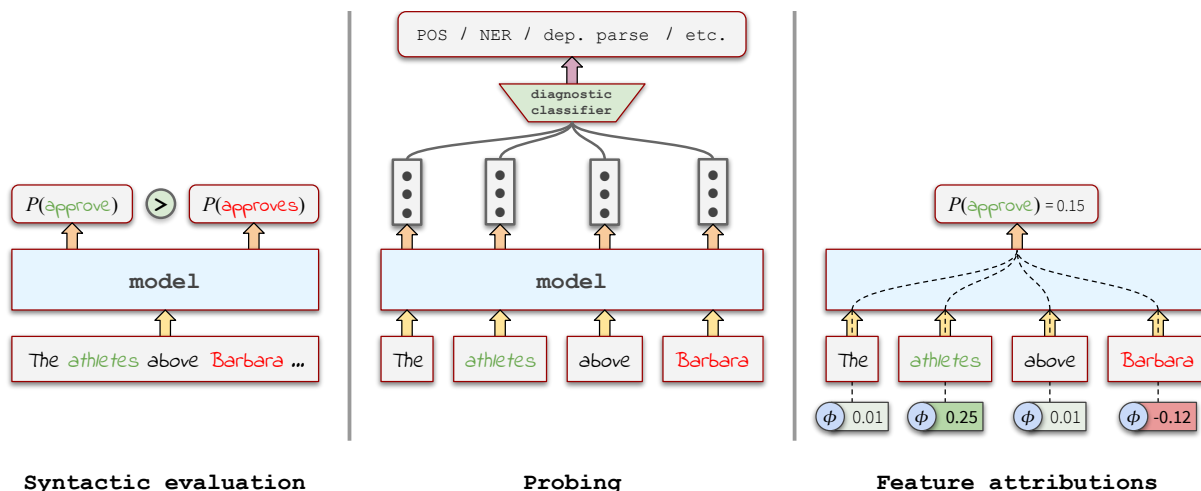 P(approve) > P(approves)
model
The athletes above Barbara ...
Syntactic evaluation
POS / NER / dep. parse / etc.
diagnostic
classifier
model
The athletes above Barbara
Probing
P(approve) = 0.15
The athletes above Barbara
ϕ 0.01 ϕ 0.25 ϕ 0.01 ϕ -0.12
Feature attributions